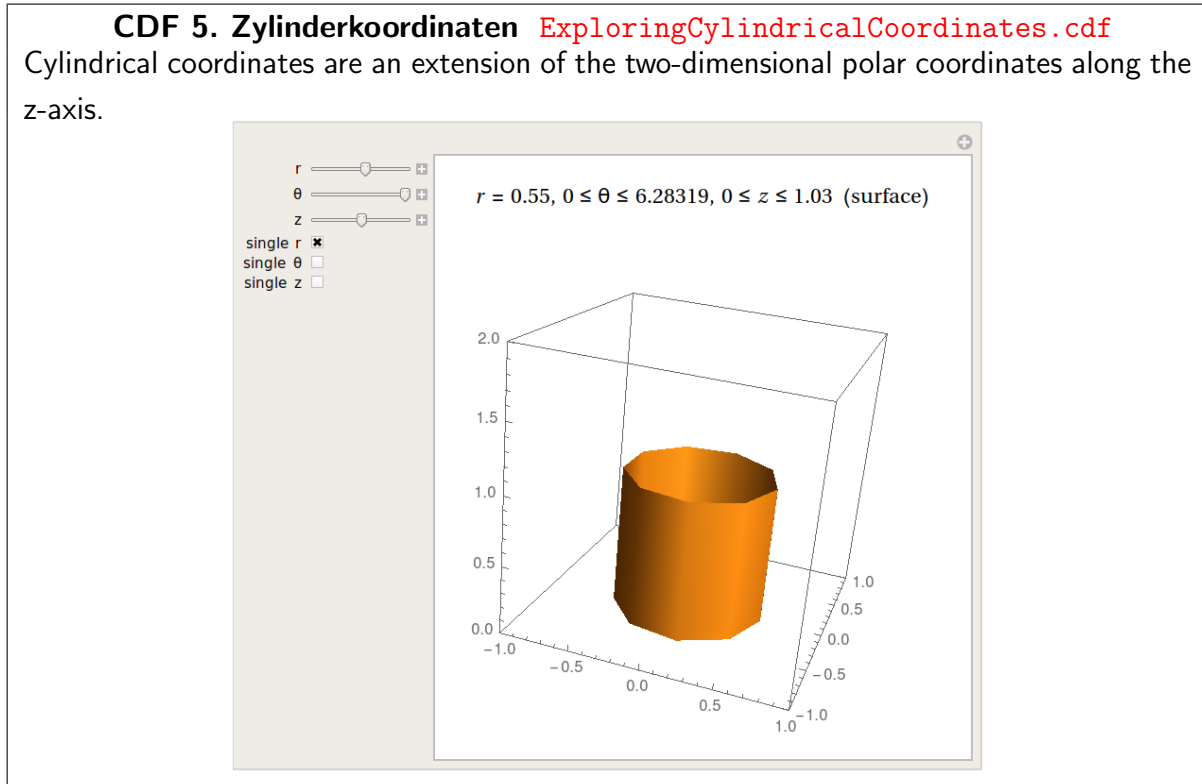 CDF 5. Zylinderkoordinaten ExploringCylindricalCoordinates.cdf
Cylindrical coordinates are an extension of the two-dimensional polar coordinates along the
z-axis.
r
θ
z
single r
single θ
single z
r = 0.55, 0 ≤ θ ≤ 6.28319, 0 ≤ z ≤ 1.03 (surface)
2.0
1.5
1.0
0.5
0.0
-1.0
-0.5
0.0
0.5
1.0
-1.0
-0.5
0.0
0.5
1.0